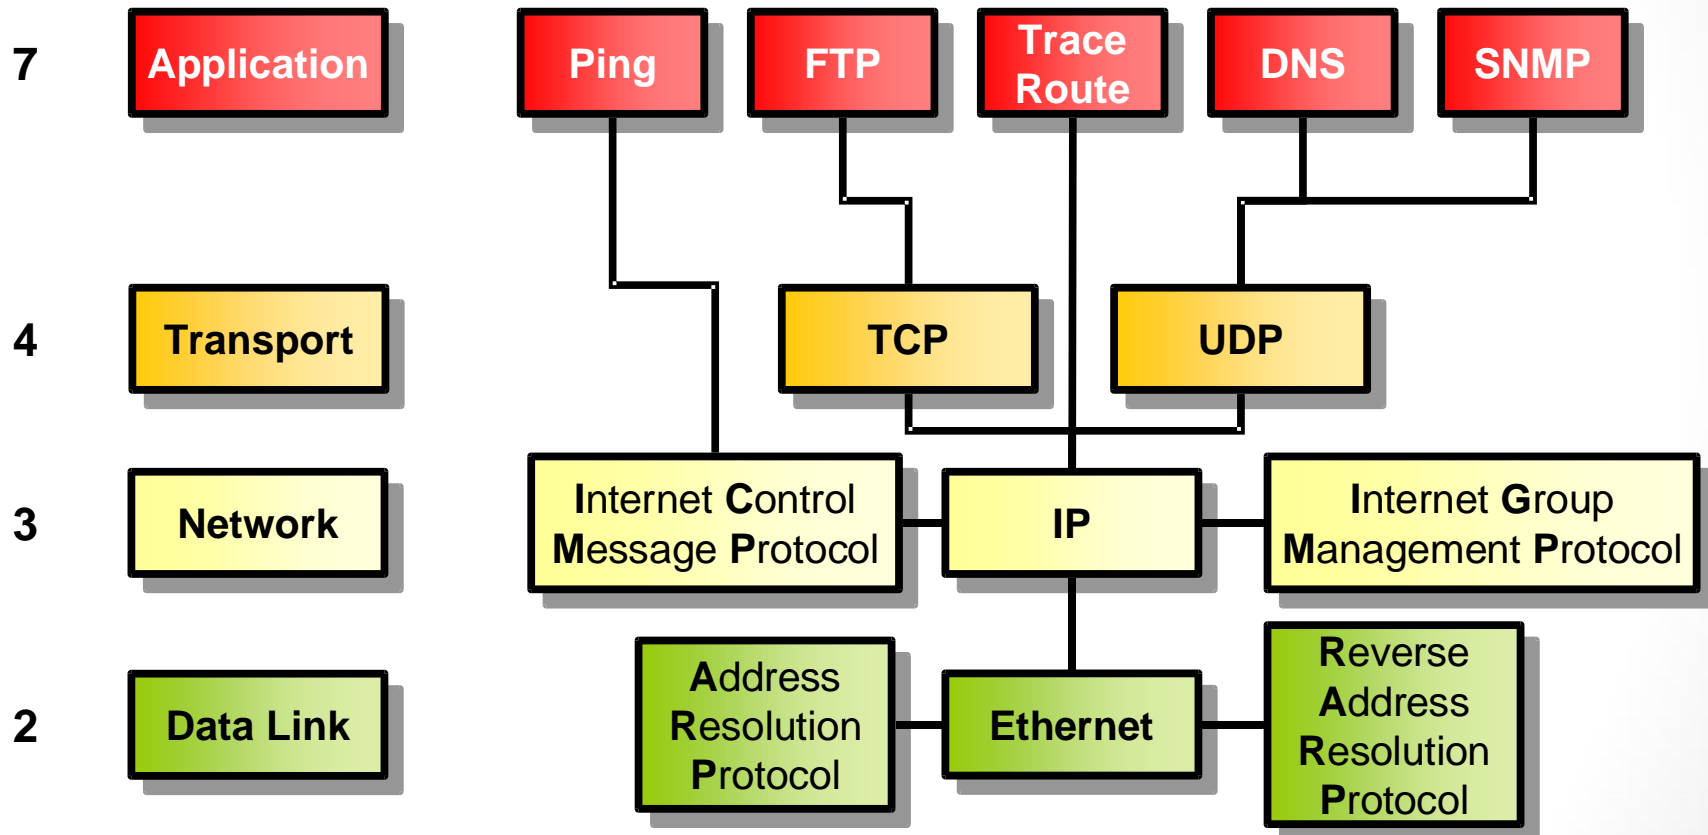 7
Application
Ping
FTP
Trace
Route
DNS
SNMP
4
Transport
TCP
UDP
3
Network
Internet Control
Message Protocol
IP
Internet Group
Management Protocol
2
Data Link
Address
Resolution
Protocol
Ethernet
Reverse
Address
Resolution
Protocol